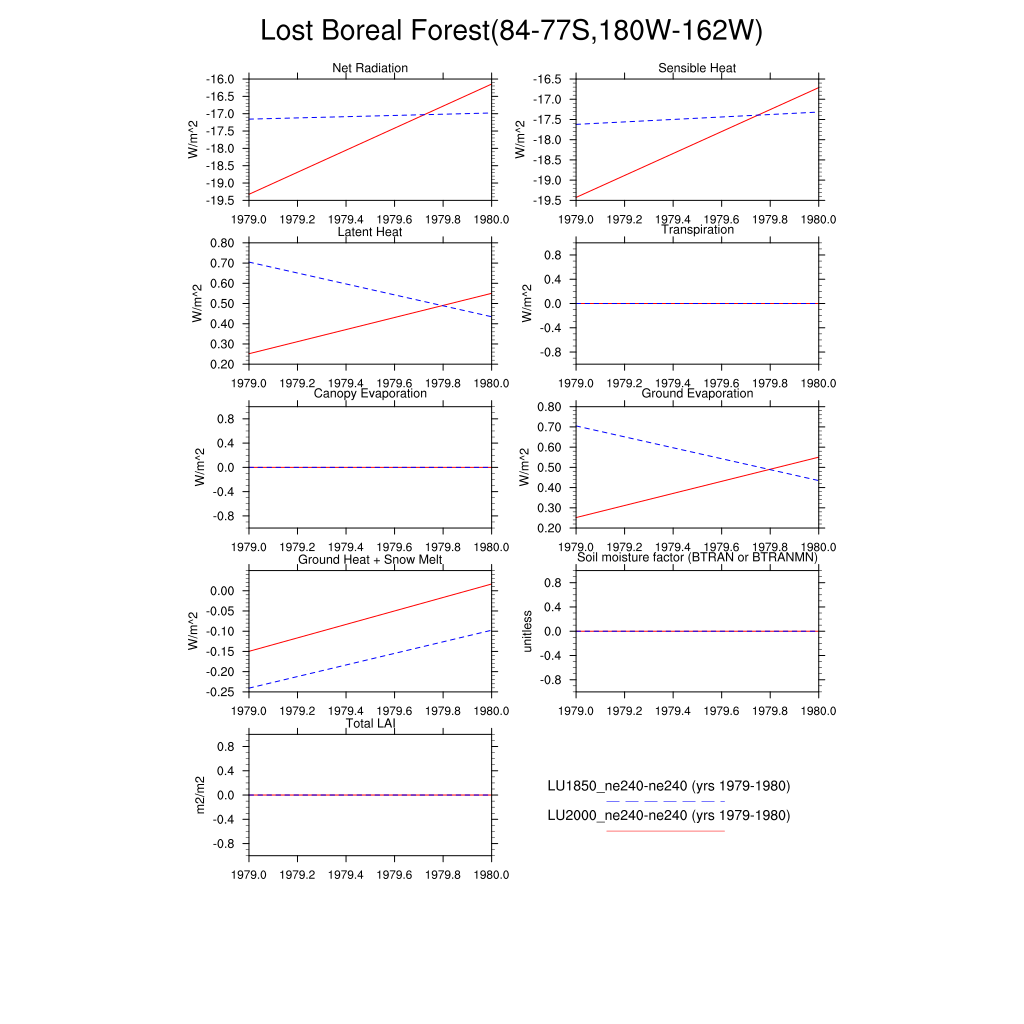 Lost Boreal Forest(84-77S,180W-162W)
Net Radiation
W/m^2
-16.0
-16.5
-17.0
-17.5
-18.0
-18.5
-19.0
-19.5
1979.0 1979.2 1979.4 1979.6 1979.8 1980.0
Sensible Heat
W/m^2
-16.5
-17.0
-17.5
-18.0
-18.5
-19.0
-19.5
1979.0 1979.2 1979.4 1979.6 1979.8 1980.0
Latent Heat
W/m^2
0.80
0.70
0.60
0.50
0.40
0.30
0.20
1979.0 1979.2 1979.4 1979.6 1979.8 1980.0
Transpiration
W/m^2
0.8
0.4
0.0
-0.4
-0.8
1979.0 1979.2 1979.4 1979.6 1979.8 1980.0
Canopy Evaporation
W/m^2
0.8
0.4
0.0
-0.4
-0.8
1979.0 1979.2 1979.4 1979.6 1979.8 1980.0
Ground Evaporation
W/m^2
0.80
0.70
0.60
0.50
0.40
0.30
0.20
1979.0 1979.2 1979.4 1979.6 1979.8 1980.0
Ground Heat + Snow Melt
W/m^2
0.00
-0.05
-0.10
-0.15
-0.20
-0.25
1979.0 1979.2 1979.4 1979.6 1979.8 1980.0
Soil moisture factor (BTRAN or BTRANMN)
unitless
0.8
0.4
0.0
-0.4
-0.8
1979.0 1979.2 1979.4 1979.6 1979.8 1980.0
Total LAI
m2/m2
0.8
0.4
0.0
-0.4
-0.8
1979.0 1979.2 1979.4 1979.6 1979.8 1980.0
LU1850_ne240-ne240 (yrs 1979-1980)
LU2000_ne240-ne240 (yrs 1979-1980)